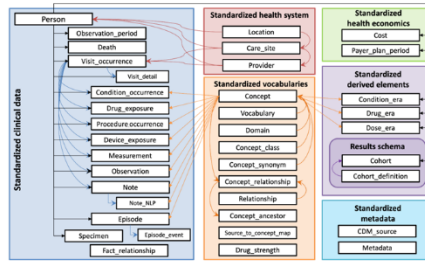 Standardized clinical data
Person
Observation_period
Death
Visit_occurrence
Visit_detail
Condition_occurrence
Drug_exposure
Procedure_occurrence
Device_exposure
Measurement
Observation
Note
Note_NLP
Episode
Episode_event
Specimen
Fact_relationship
Standardized health system
Location
Care_site
Provider
Standardized vocabularies
Concept
Vocabulary
Domain
Concept_class
Concept_synonym
Concept_relationship
Relationship
Concept_ancestor
Source_to_concept_map
Drug_strength
Standardized
health economics
Cost
Payer_plan_period
Standardized
derived elements
Condition_era
Drug_era
Dose_era
Results schema
Cohort
Cohort_definition
Standardized
metadata
CDM_source
Metadata